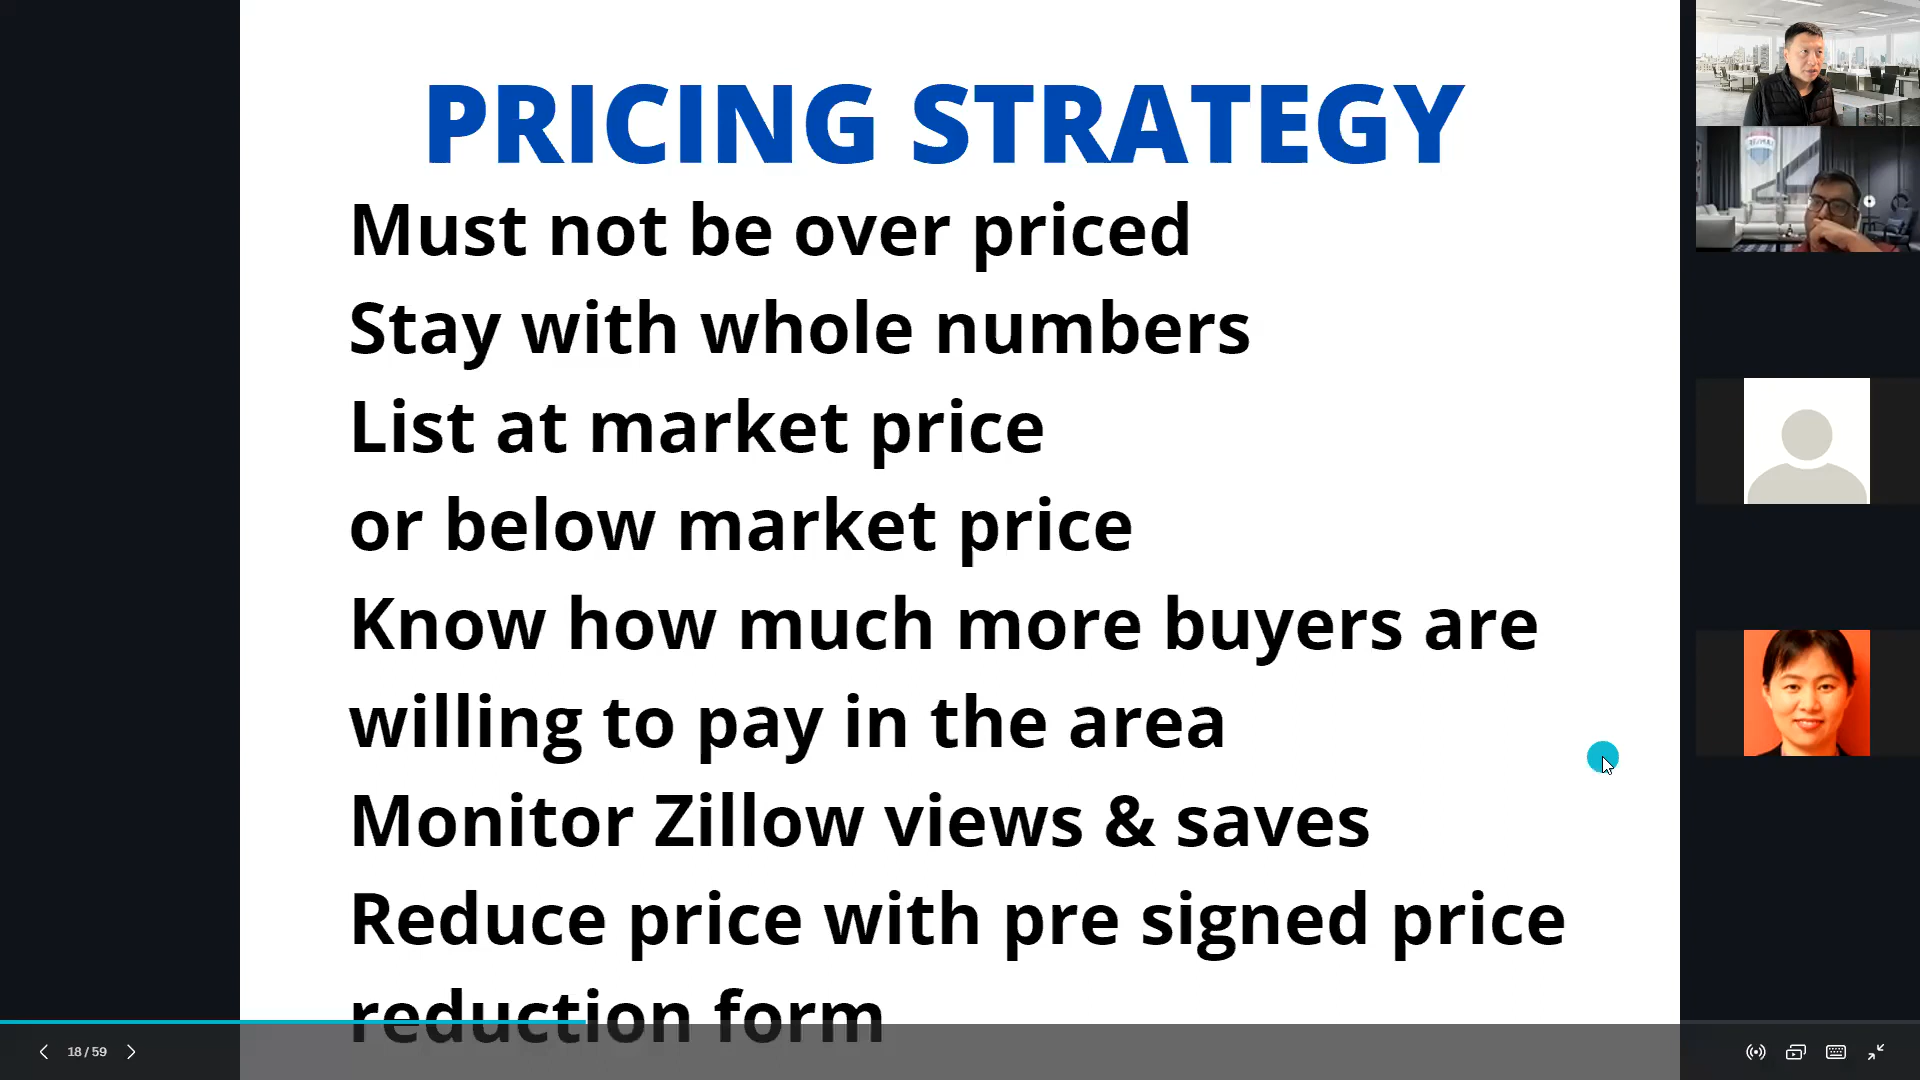 PRICING STRATEGY
Must not be over priced
Stay with whole numbers
List at market price
or below market price
Know how much more buyers are
willing to pay in the area
Monitor Zillow views & saves
Reduce price with pre signed price
reduction form
18 / 59